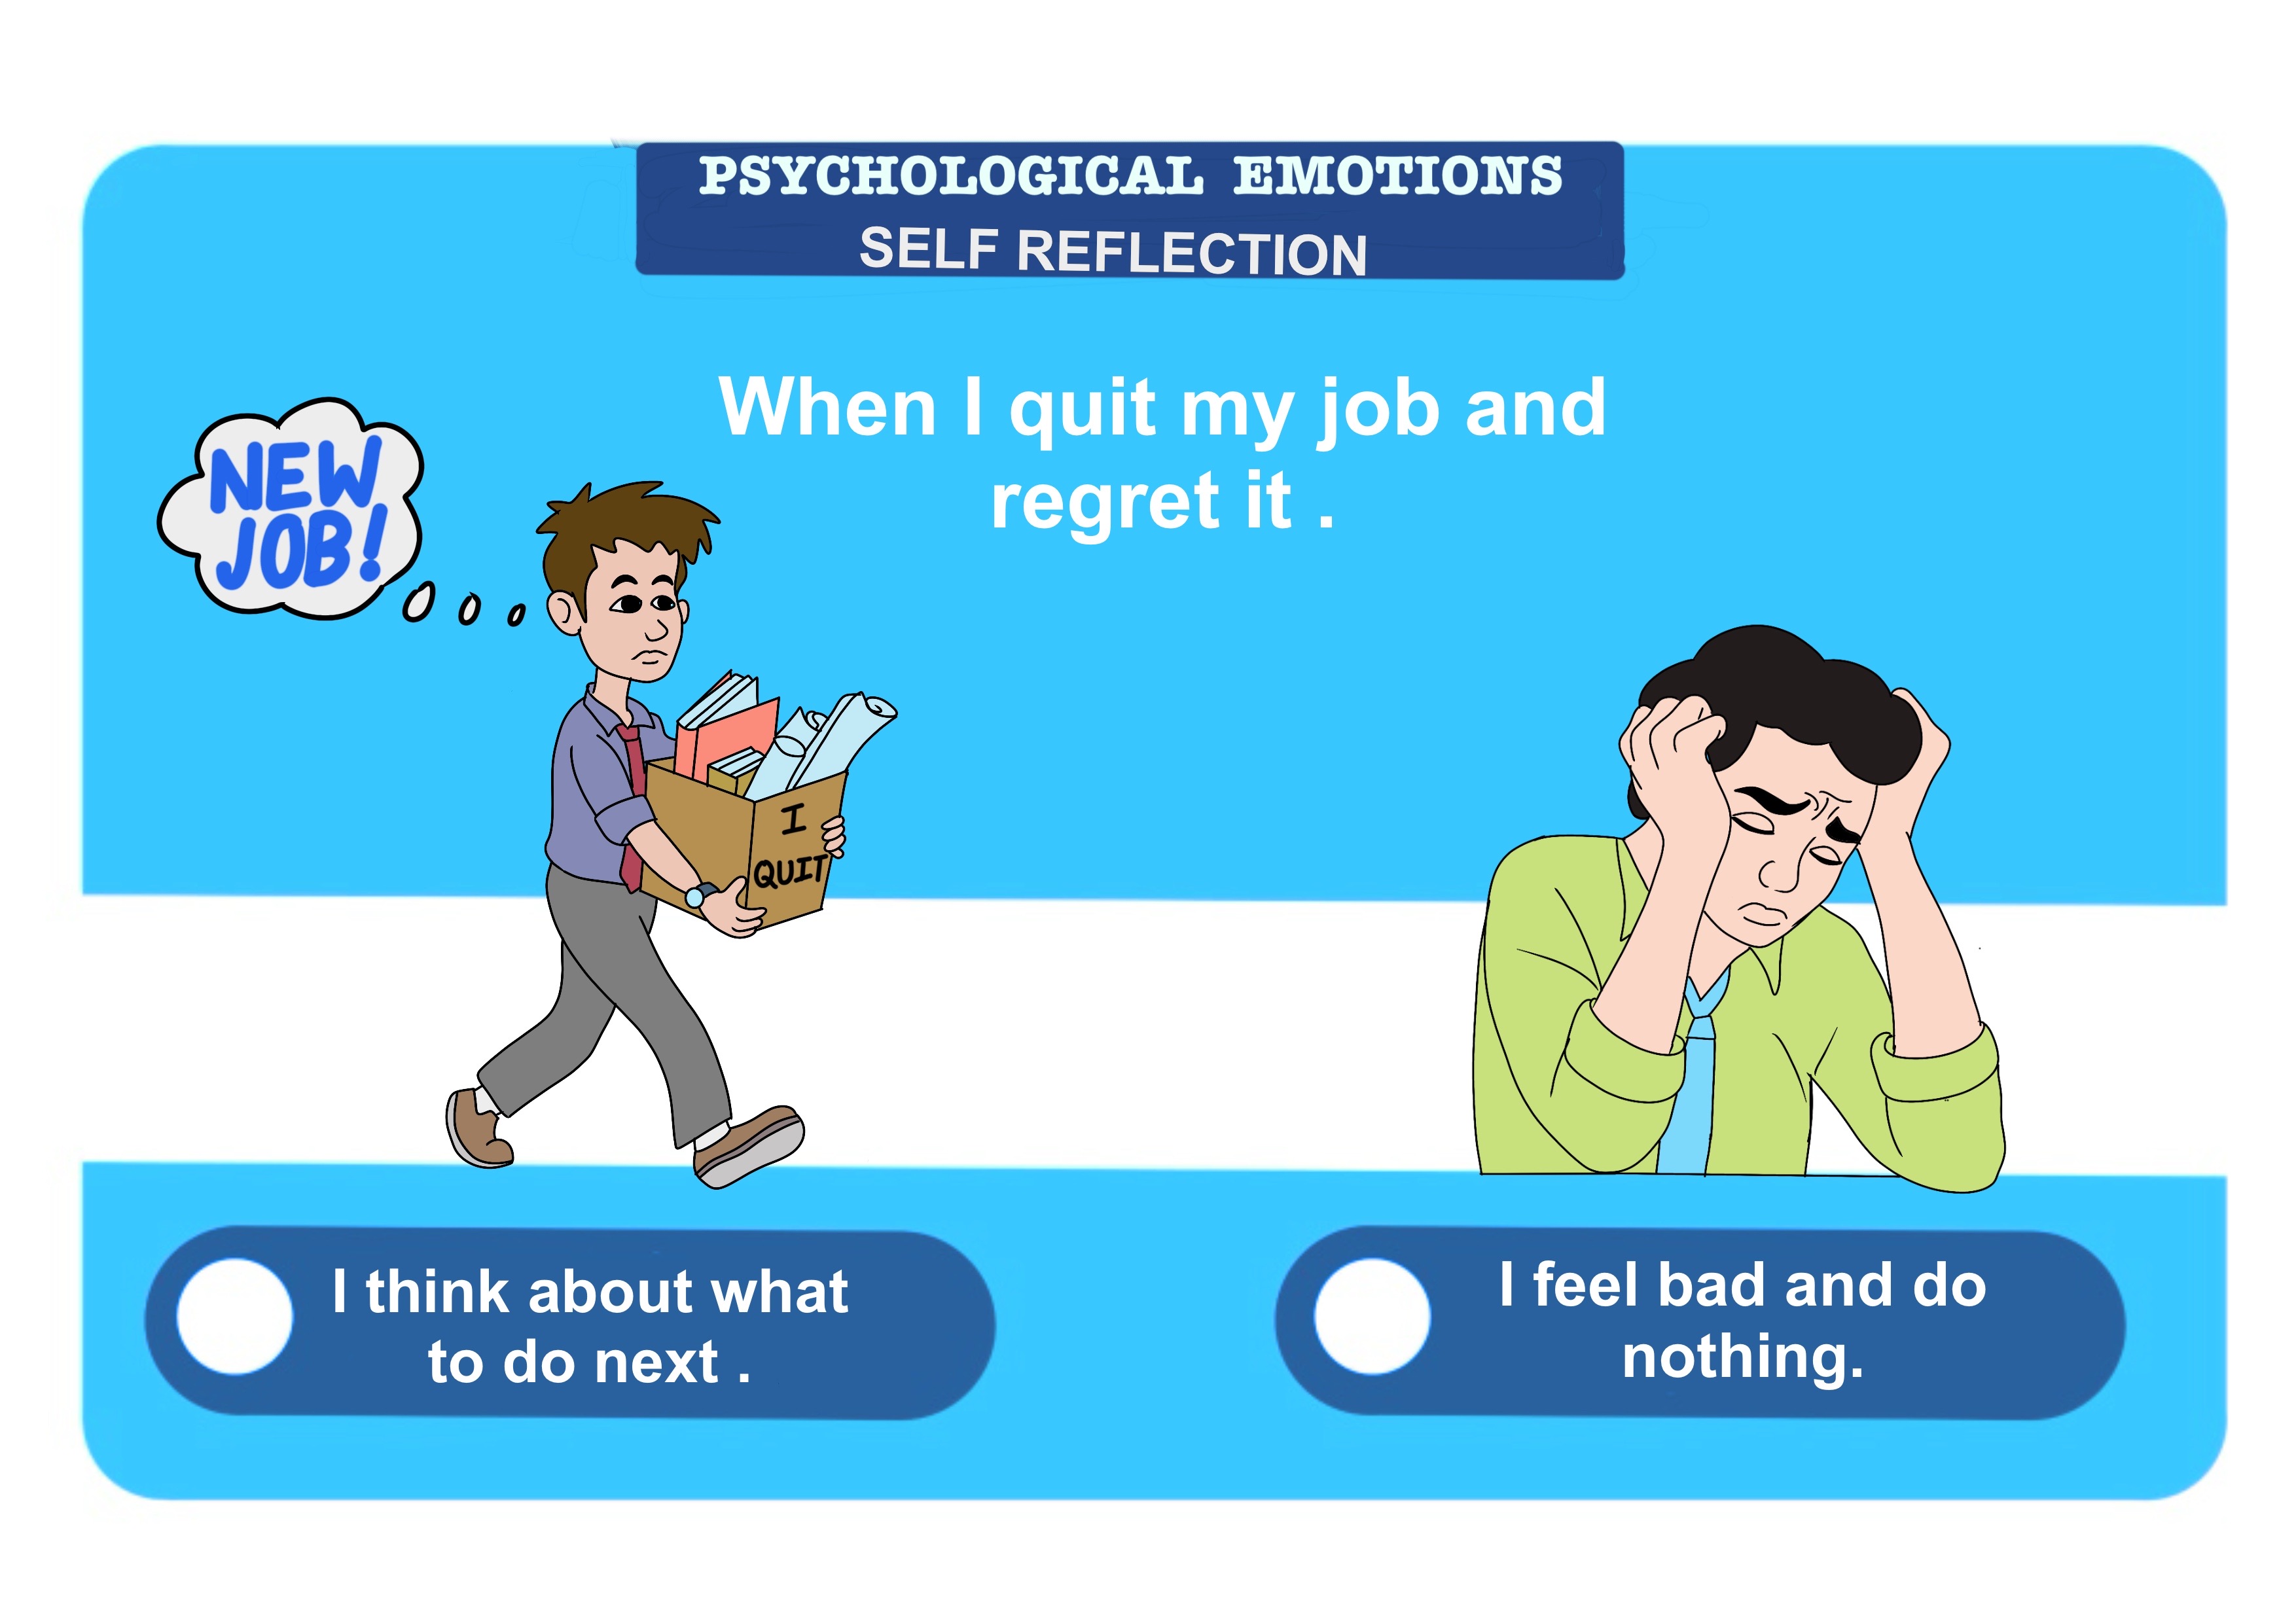 PSYCHOLOGICAL EMOTIONS
SELF REFLECTION
When I quit my job and
regret it .
NEW
JOB!
I
QUIT
I think about what
to do next .
I feel bad and do
nothing.